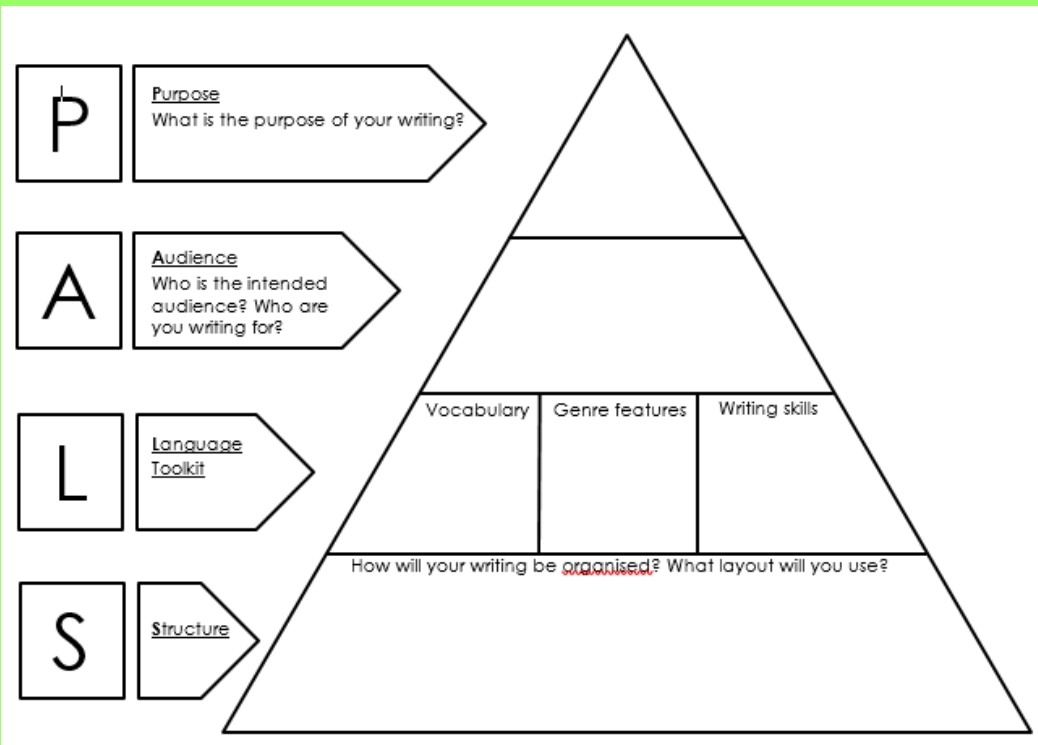 P
Purpose
What is the purpose of your writing?
A
Audience
Who is the intended
audience? Who are
you writing for?
L
Language
Toolkit
Vocabulary
Genre features
Writing skills
S
Structure
How will your writing be organised? What layout will you use?